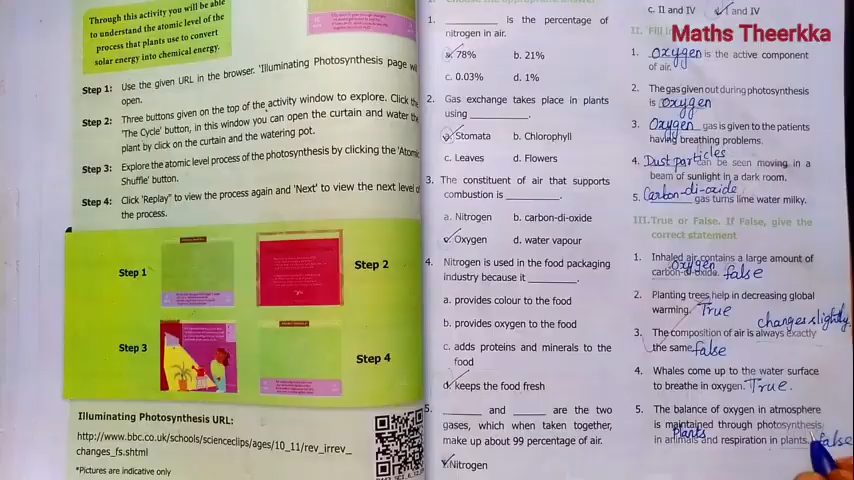 Through this activity you will be able
to understand the atomic level of the
process that plants use to convert
solar energy into chemical energy.
Step 1: Use the given URL in the browser. 'Illuminating Photosynthesis page will
open.
Step 2: Three buttons given on the top of the activity window to explore. Click the
'The Cycle' button, in this window you can open the curtain and water the
plant by click on the curtain and the watering pot.
Step 3: Explore the atomic level process of the photosynthesis by clicking the 'Atomic
Shuffle' button.
Step 4: Click 'Replay" to view the process again and 'Next' to view the next level of
the process.
Step 1
Step 2
Step 3
Step 4
Illuminating Photosynthesis URL:
http://www.bbc.co.uk/schools/scienceclips/ages/10_11/rev_irrev_
changes_fs.shtml
*Pictures are indicative only
1. ________ is the percentage of
nitrogen in air.
a. 78% b. 21%
c. 0.03% d. 1%
2. Gas exchange takes place in plants
using ________.
a. Stomata b. Chlorophyll
c. Leaves d. Flowers
3. The constituent of air that supports
combustion is ________.
a. Nitrogen b. carbon-di-oxide
c. Oxygen d. water vapour
4. Nitrogen is used in the food packaging
industry because it ________.
a. provides colour to the food
b. provides oxygen to the food
c. adds proteins and minerals to the
food
d. keeps the food fresh
5. ______ and ______ are the two
gases, which when taken together,
make up about 99 percentage of air.
Nitrogen
c. II and IV I and IV
Maths Theerkka
II. Fill in
1. Oxygen is the active component
of air.
2. The gas given out during photosynthesis
is Oxygen
3. Oxygen gas is given to the patients
having breathing problems.
4. Dust particles can be seen moving in a
beam of sunlight in a dark room.
5. Carbon-di-oxide gas turns lime water milky.
III. True or False. If False, give the
correct statement
1. Inhaled air contains a large amount of
oxygen
carbon-di-oxide. false
2. Planting trees help in decreasing global
warming. True
changes slightly
3. The composition of air is always exactly
the same. false
4. Whales come up to the water surface
to breathe in oxygen. True.
5. The balance of oxygen in atmosphere
is maintained through photosynthesis
Plants
in animals and respiration in plants. false